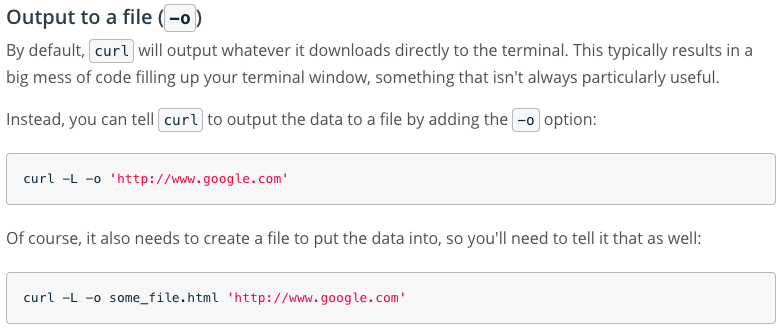 Output to a file (-o)
By default, curl will output whatever it downloads directly to the terminal. This typically results in a
big mess of code filling up your terminal window, something that isn't always particularly useful.
Instead, you can tell curl to output the data to a file by adding the -o option:
curl -L -o 'http://www.google.com'
Of course, it also needs to create a file to put the data into, so you'll need to tell it that as well:
curl -L -o some_file.html 'http://www.google.com'